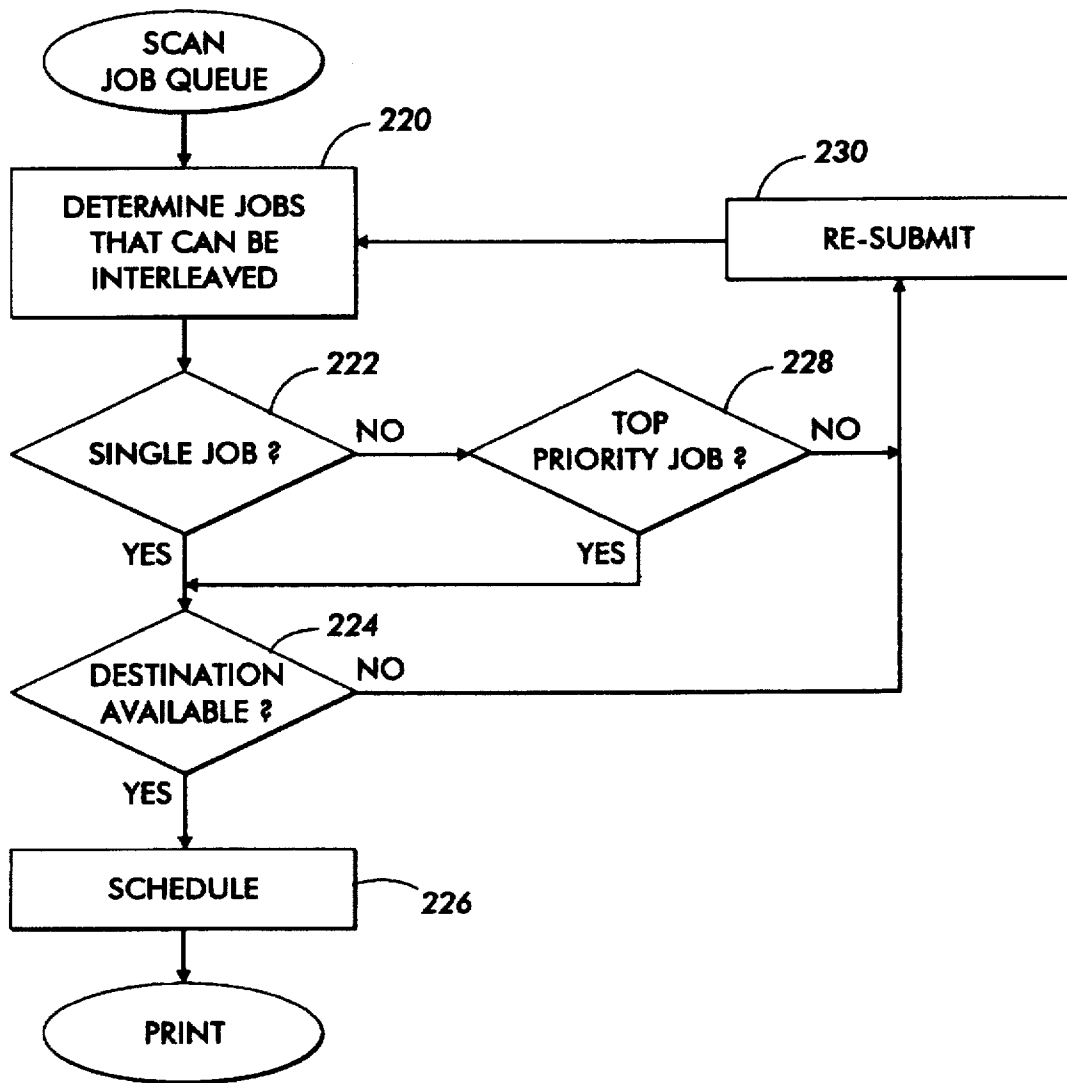 SCAN
JOB QUEUE
220
DETERMINE JOBS
THAT CAN BE
INTERLEAVED
230
RE-SUBMIT
222
SINGLE JOB ?
NO
228
TOP
PRIORITY JOB ?
NO
YES
YES
224
DESTINATION
AVAILABLE ?
NO
YES
SCHEDULE
226
PRINT